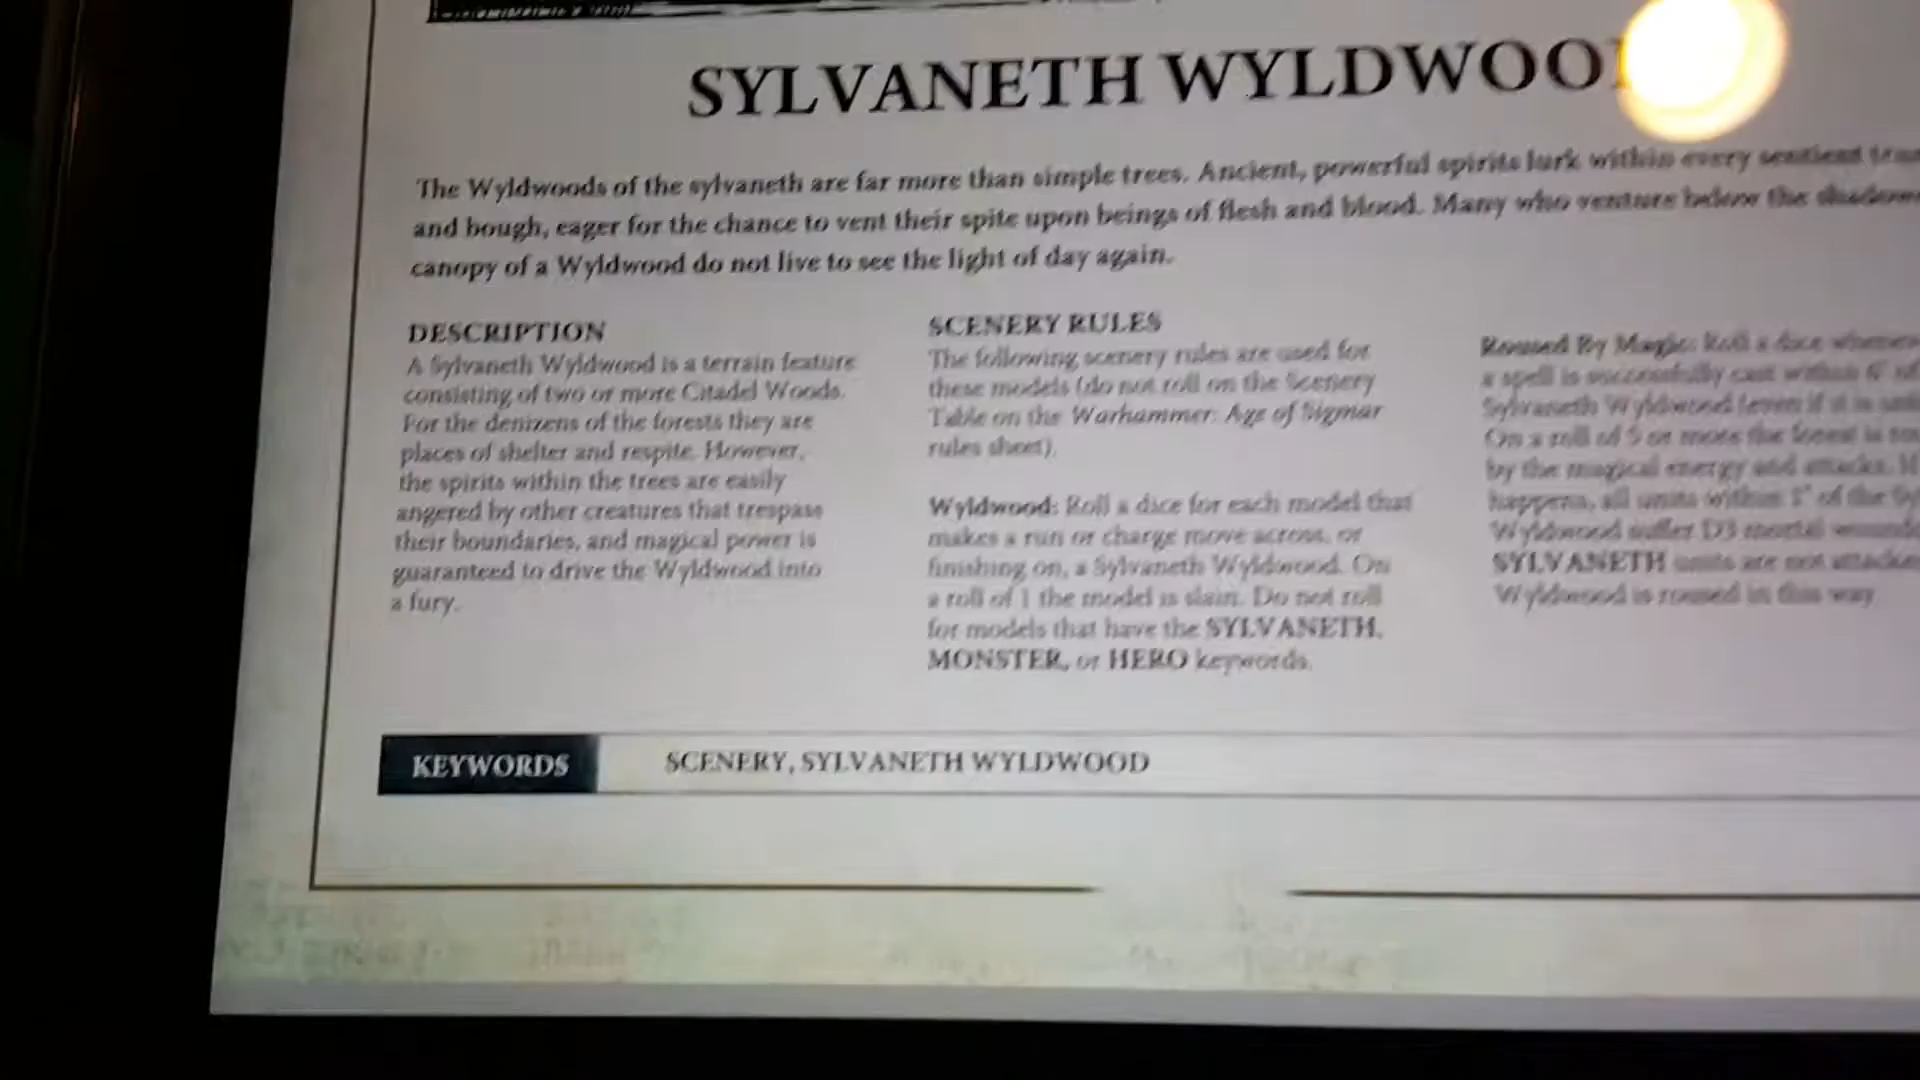 SYLVANETH WYLDWOO
The Wyldwoods of the sylvaneth are far more than simple trees. Ancient, powerful spirits lurk within every sentient
and bough, eager for the chance to vent their spite upon beings of flesh and blood. Many who venture below the
canopy of a Wyldwood do not live to see the light of day again.
DESCRIPTION
A Sylvaneth Wyldwood is a terrain feature
consisting of two or more Citadel Woods.
For the denizens of the forests they are
places of shelter and respite. However,
the spirits within the trees are easily
angered by other creatures that trespass
their boundaries, and magical power is
guaranteed to drive the Wyldwood into
a fury.
SCENERY RULES
The following scenery rules are used for
these models (do not roll on the Scenery
Table on the Warhammer: Age of Sigmar
rules sheet).
Wyldwood: Roll a dice for each model that
makes a run or charge move across, or
finishing on, a Sylvaneth Wyldwood. On
a roll of 1 the model is slain. Do not roll
for models that have the SYLVANETH,
MONSTER, or HERO keywords.
Roused By Magic: Roll a dice
a spell is successfully cast within 6" of
Sylvaneth Wyldwood (even if it is
On a roll of 5 or more the forest is
by the magical energy and attacks. If
happens, all units within 1" of the
Wyldwood suffer D3 mortal
SYLVANETH units are not
Wyldwood is roused in this way.
KEYWORDS
SCENERY, SYLVANETH WYLDWOOD